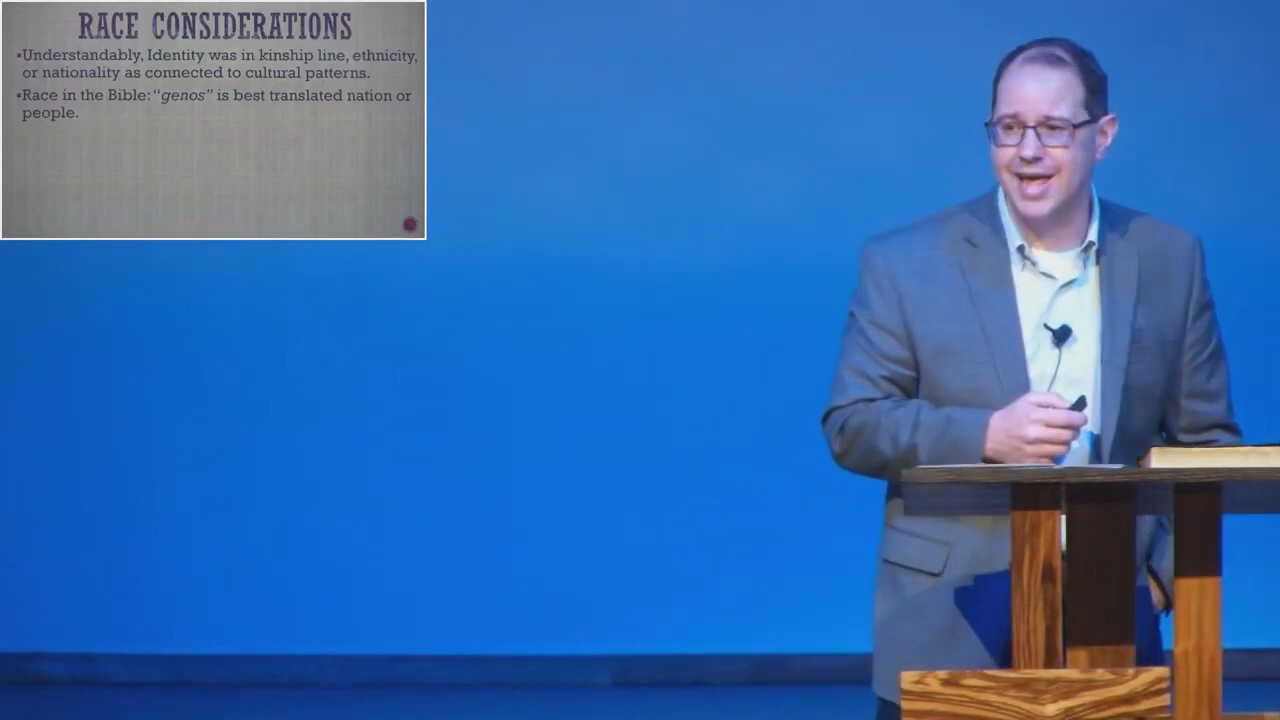 RACE CONSIDERATIONS
▪Understandably, Identity was in kinship line, ethnicity,
or nationality as connected to cultural patterns.
▪Race in the Bible: “genos” is best translated nation or
people.